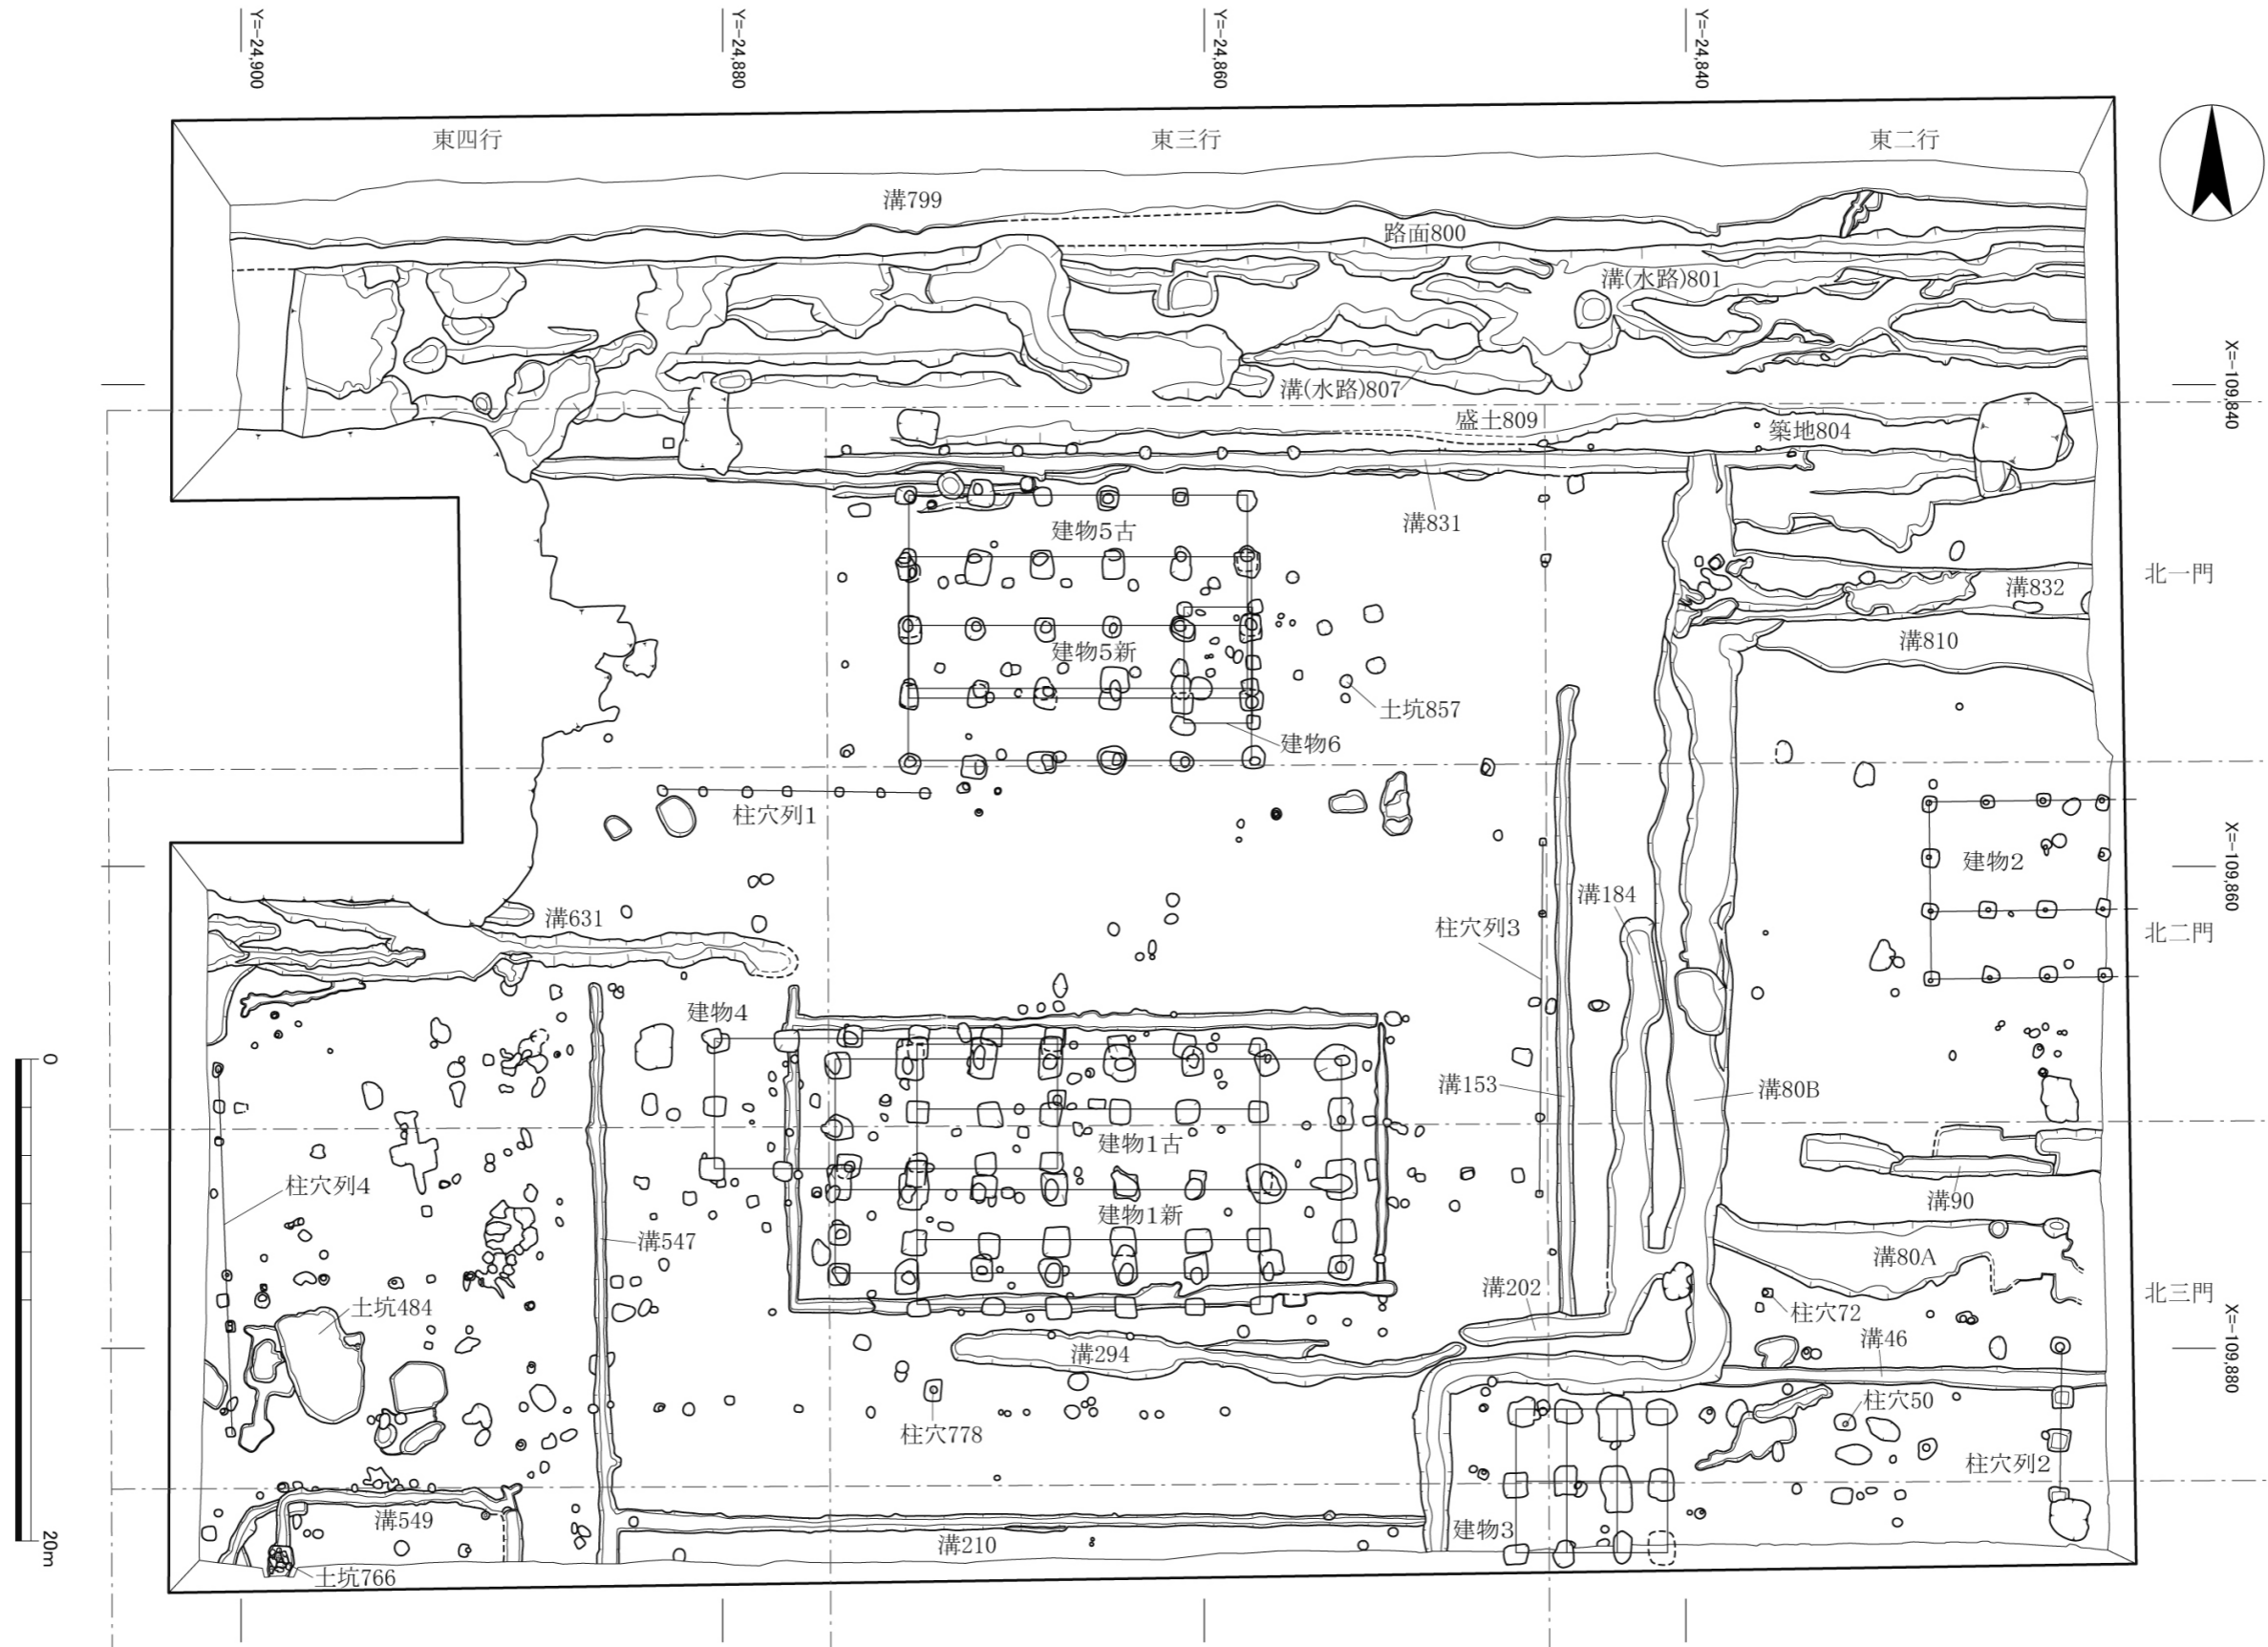 Y=-24,900
Y=-24,880
Y=-24,860
Y=-24,840
東四行
東三行
東二行
溝799
路面800
溝(水路)801
X=-109,840
溝(水路)807
盛土809
築地804
溝831
建物5古
北一門
溝832
溝810
建物5新
土坑857
建物6
柱穴列1
建物2
X=-109,860
溝184
溝631
柱穴列3
北二門
建物4
溝153
溝80B
建物1古
柱穴列4
溝90
建物1新
溝547
溝80A
溝202
北三門
土坑484
柱穴72
溝46
X=-109,880
溝294
柱穴50
柱穴778
柱穴列2
溝549
建物3
溝210
土坑766
0
20m